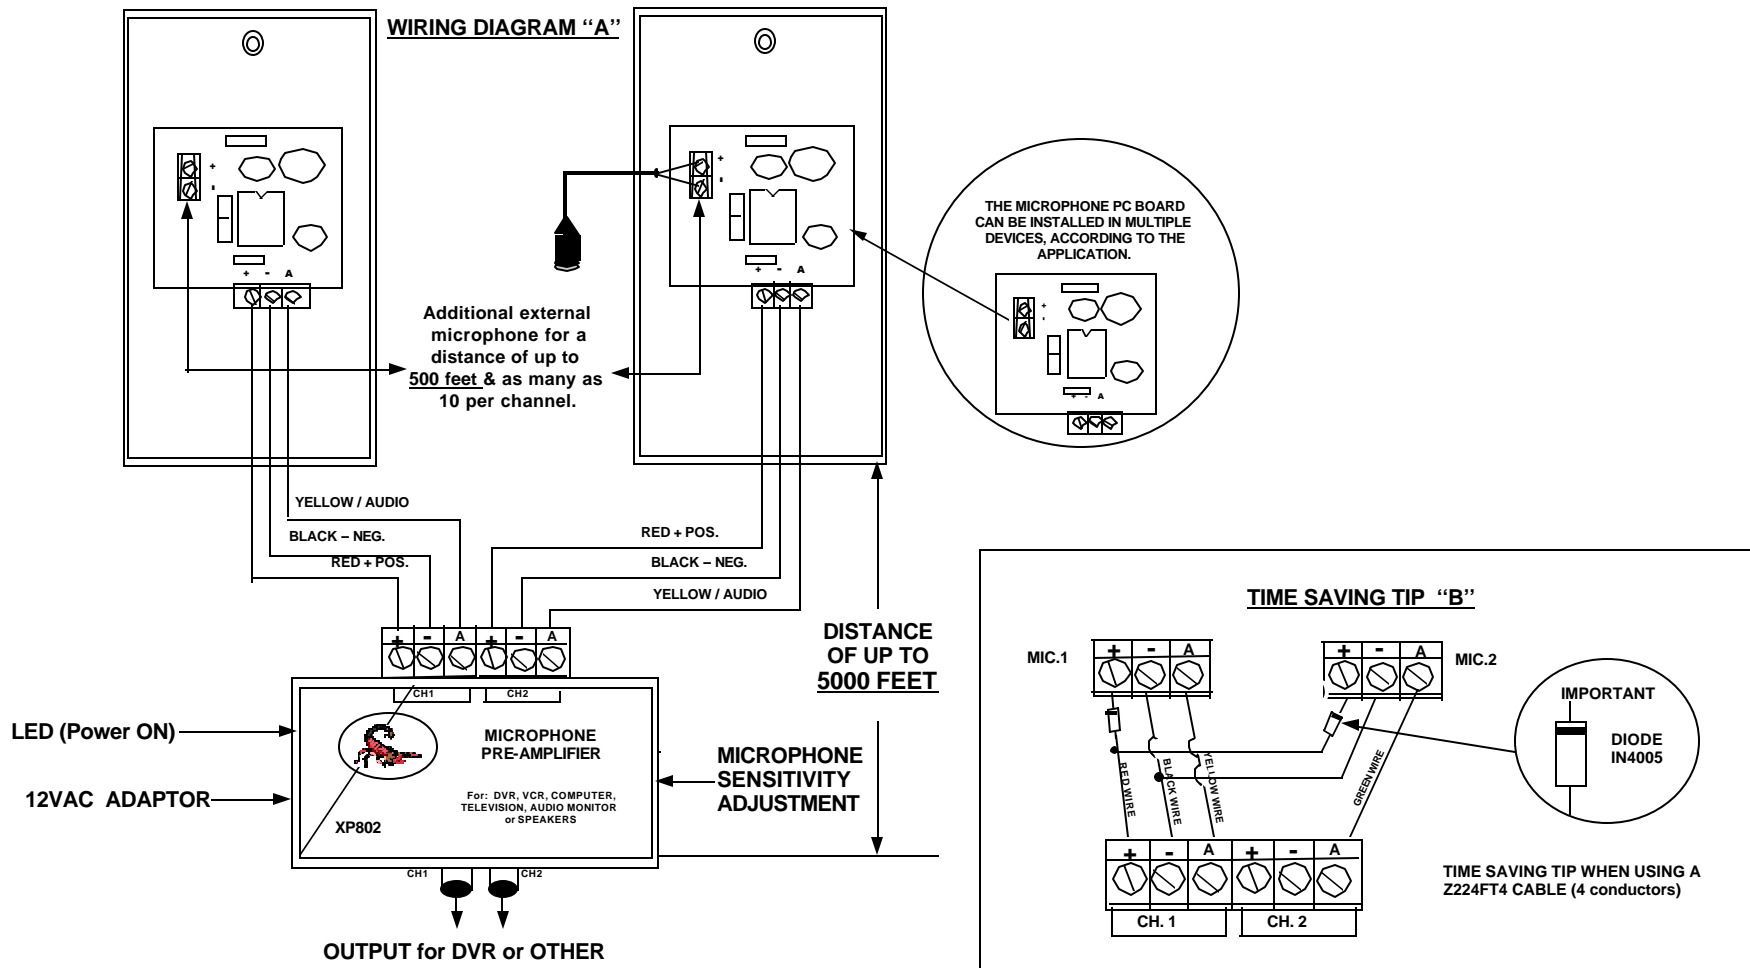 WIRING DIAGRAM “A”
+
-
+ - A
+
-
+ - A
THE MICROPHONE PC BOARD
CAN BE INSTALLED IN MULTIPLE
DEVICES, ACCORDING TO THE
APPLICATION.
+
-
+ - A
Additional external
microphone for a
distance of up to
500 feet & as many as
10 per channel.
YELLOW / AUDIO
BLACK – NEG.
RED + POS.
RED + POS.
BLACK – NEG.
YELLOW / AUDIO
+ - A + - A
CH1 CH2
DISTANCE
OF UP TO
5000 FEET
LED (Power ON)
12VAC ADAPTOR
MICROPHONE
PRE-AMPLIFIER
For: DVR, VCR, COMPUTER,
TELEVISION, AUDIO MONITOR
or SPEAKERS
XP802
MICROPHONE
SENSITIVITY
ADJUSTMENT
CH1 CH2
OUTPUT for DVR or OTHER
TIME SAVING TIP “B”
MIC.1
+ - A
+ - A
MIC.2
IMPORTANT
DIODE
IN4005
RED WIRE
BLACK WIRE
YELLOW WIRE
GREEN WIRE
+ - A + - A
CH. 1 CH. 2
TIME SAVING TIP WHEN USING A
Z224FT4 CABLE (4 conductors)